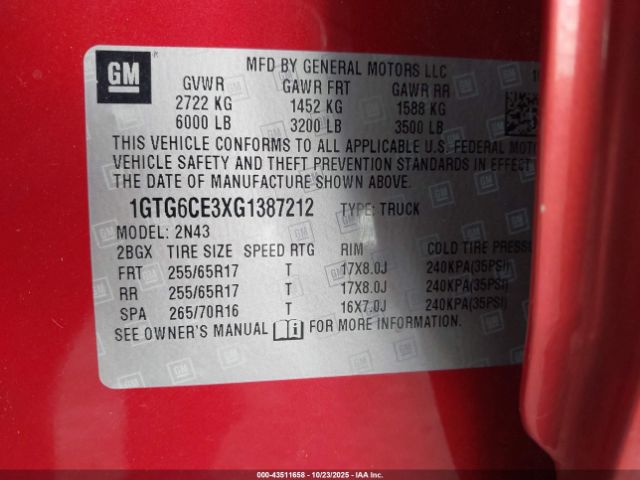 GM
MFD BY GENERAL MOTORS LLC
GVWR GAWR FRT GAWR RR
2722 KG 1452 KG 1588 KG
6000 LB 3200 LB 3500 LB
THIS VEHICLE CONFORMS TO ALL APPLICABLE U.S. FEDERAL
VEHICLE SAFETY AND THEFT PREVENTION STANDARDS IN EFFECT
THE DATE OF MANUFACTURE SHOWN ABOVE.
1GTG6CE3XG1387212 TYPE: TRUCK
MODEL: 2N43
2BGX TIRE SIZE SPEED RTG RIM COLD TIRE
FRT 255/65R17 T 17X8.0J 240KPA(35PSI)
RR 255/65R17 T 17X8.0J 240KPA(35PSI)
SPA 265/70R16 T 16X7.0J 240KPA(35PSI)
SEE OWNER'S MANUAL FOR MORE INFORMATION.
000-43511658 - 10/23/2025 - www.iaai.com